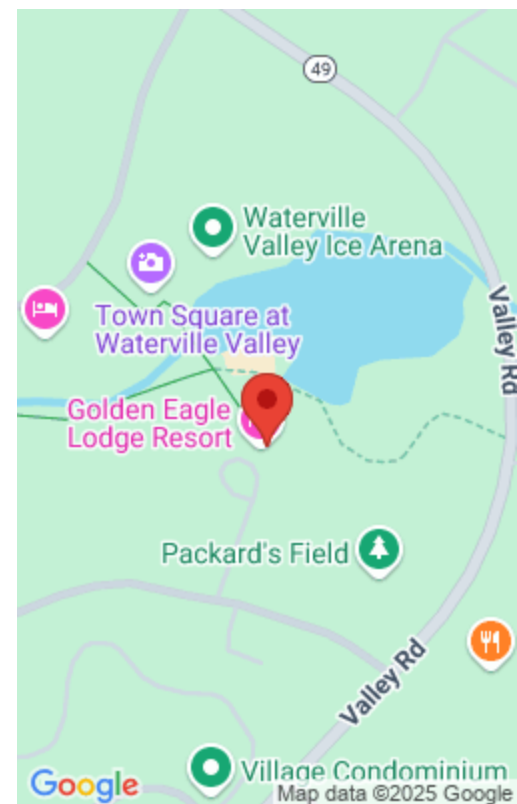 49
Waterville
Valley Ice Arena
Town Square at
Waterville Valley
Valley Rd
Golden Eagle
Lodge Resort
Packard's Field
Valley Rd
Village Condominium
Google
Map data ©2025 Google